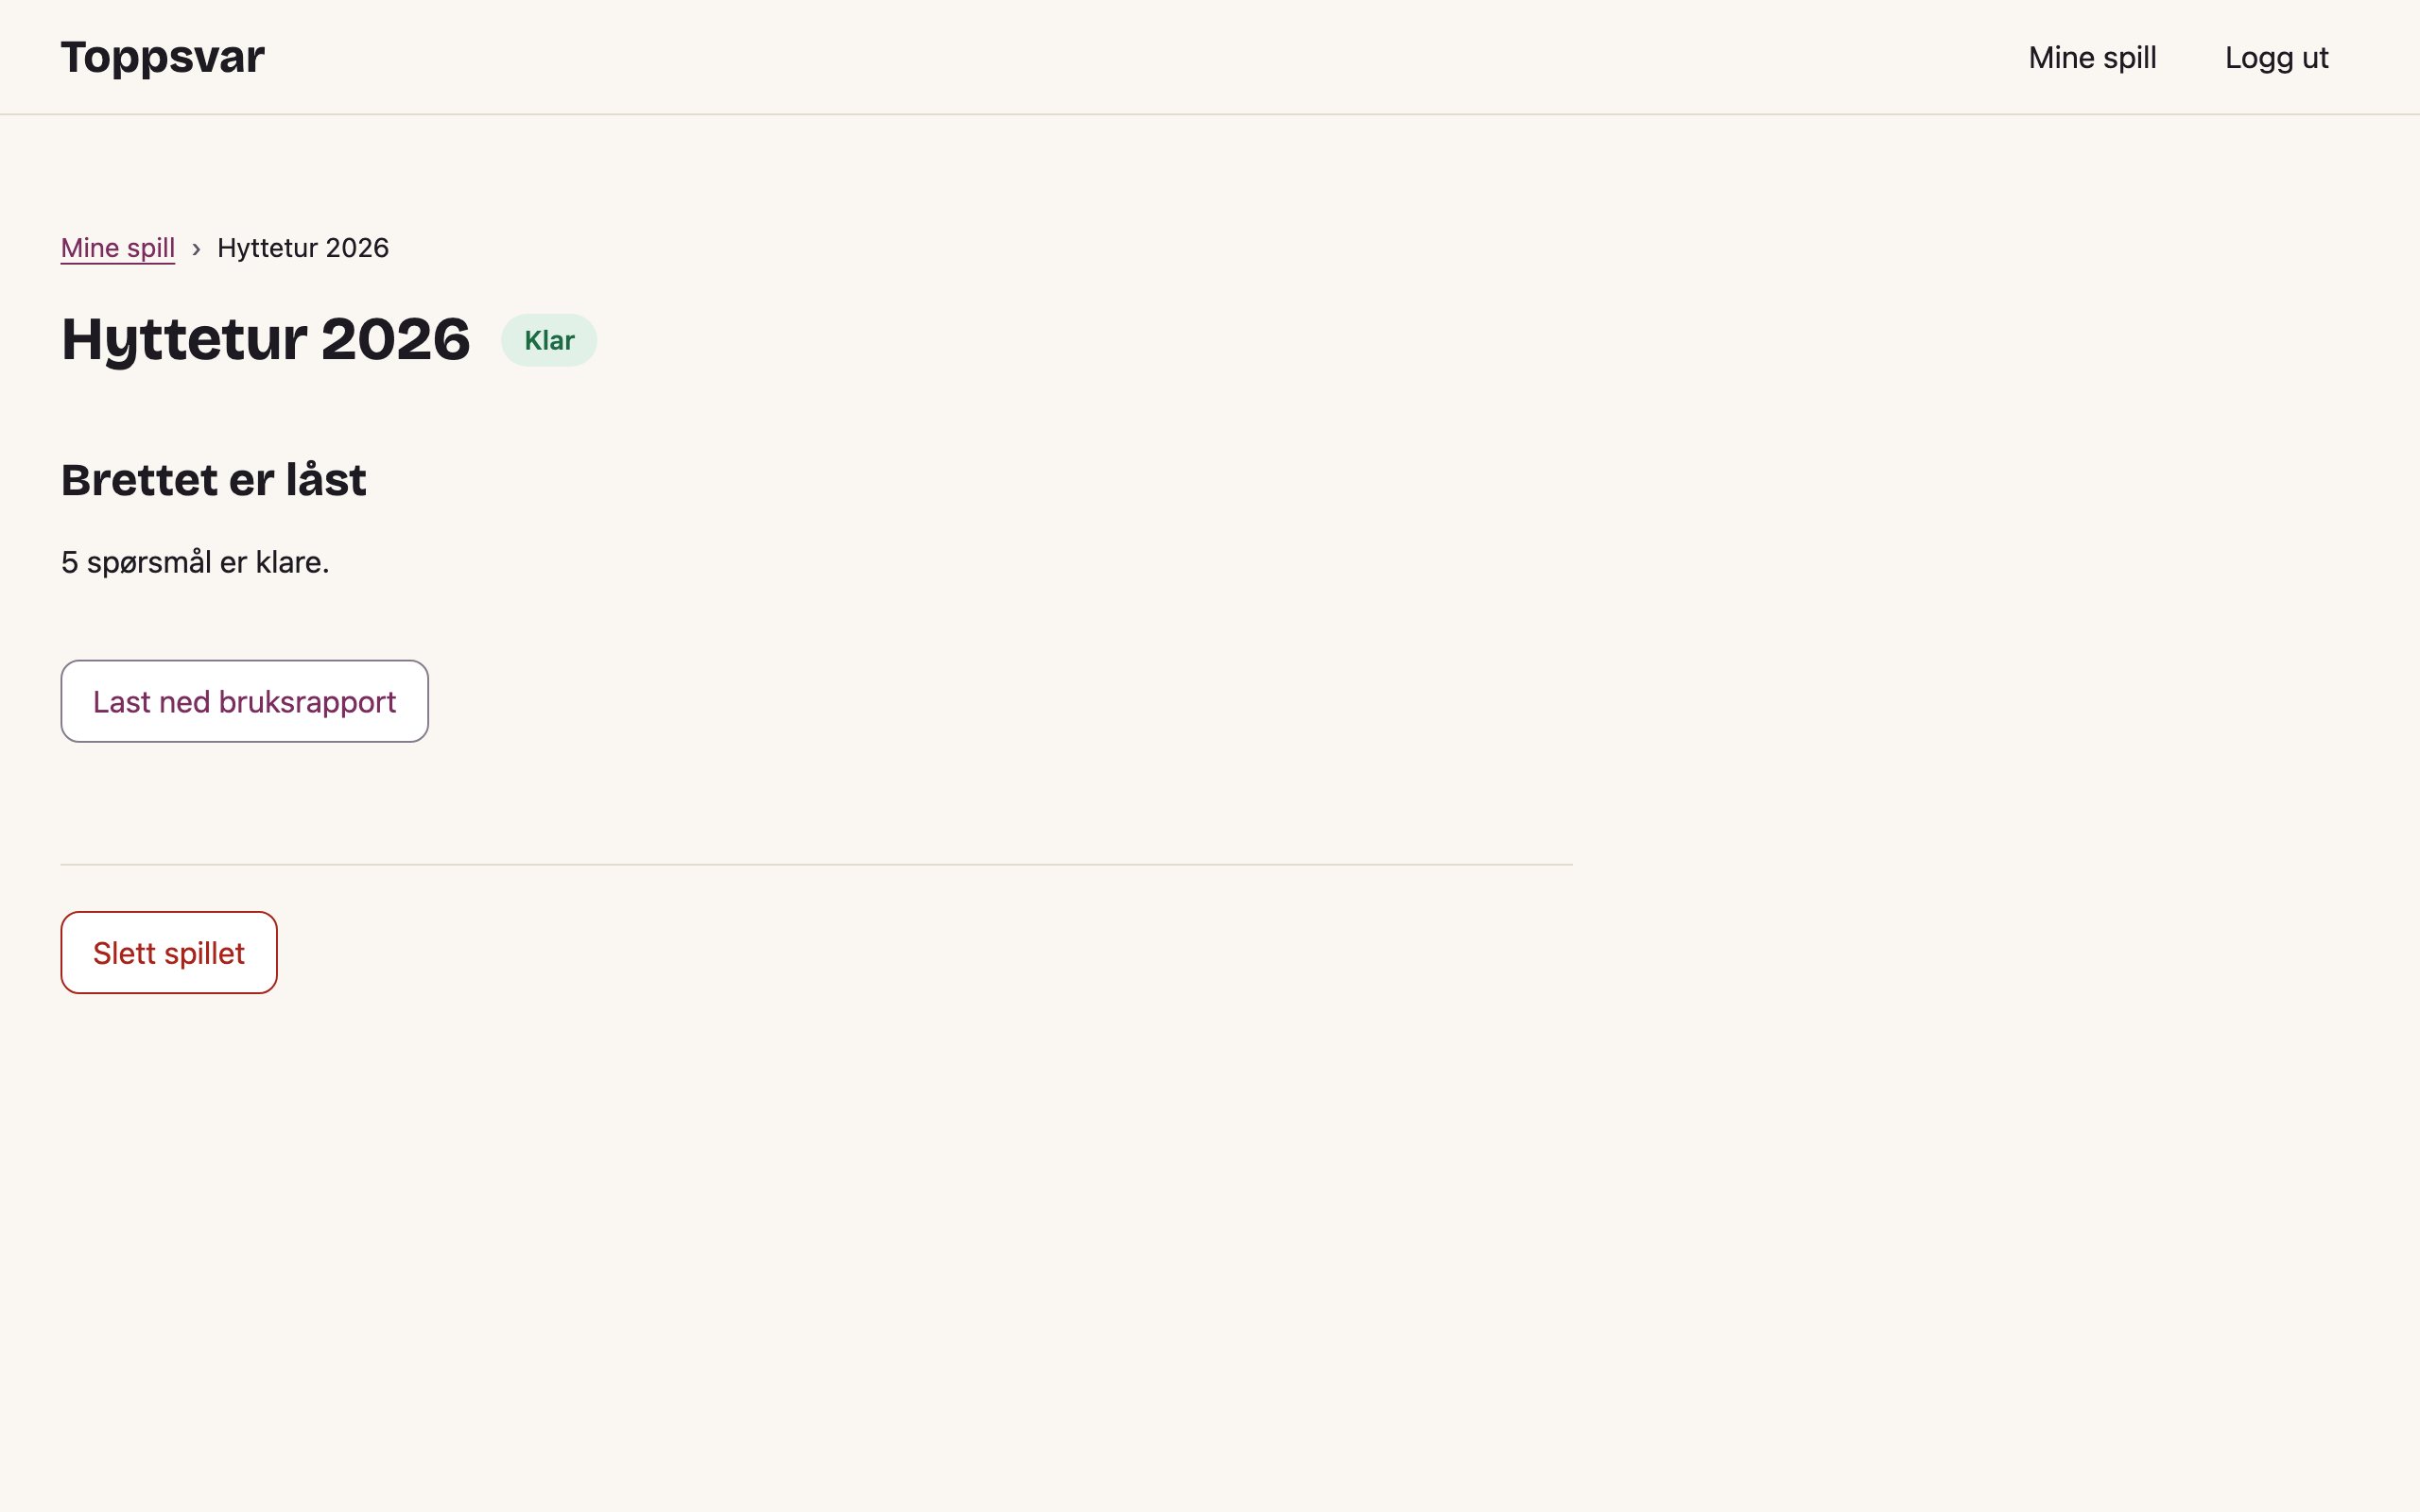 Toppsvar
Mine spill
Logg ut
Mine spill › Hyttetur 2026
Hyttetur 2026
Klar
Brettet er låst
5 spørsmål er klare.
Last ned bruksrapport
Slett spillet